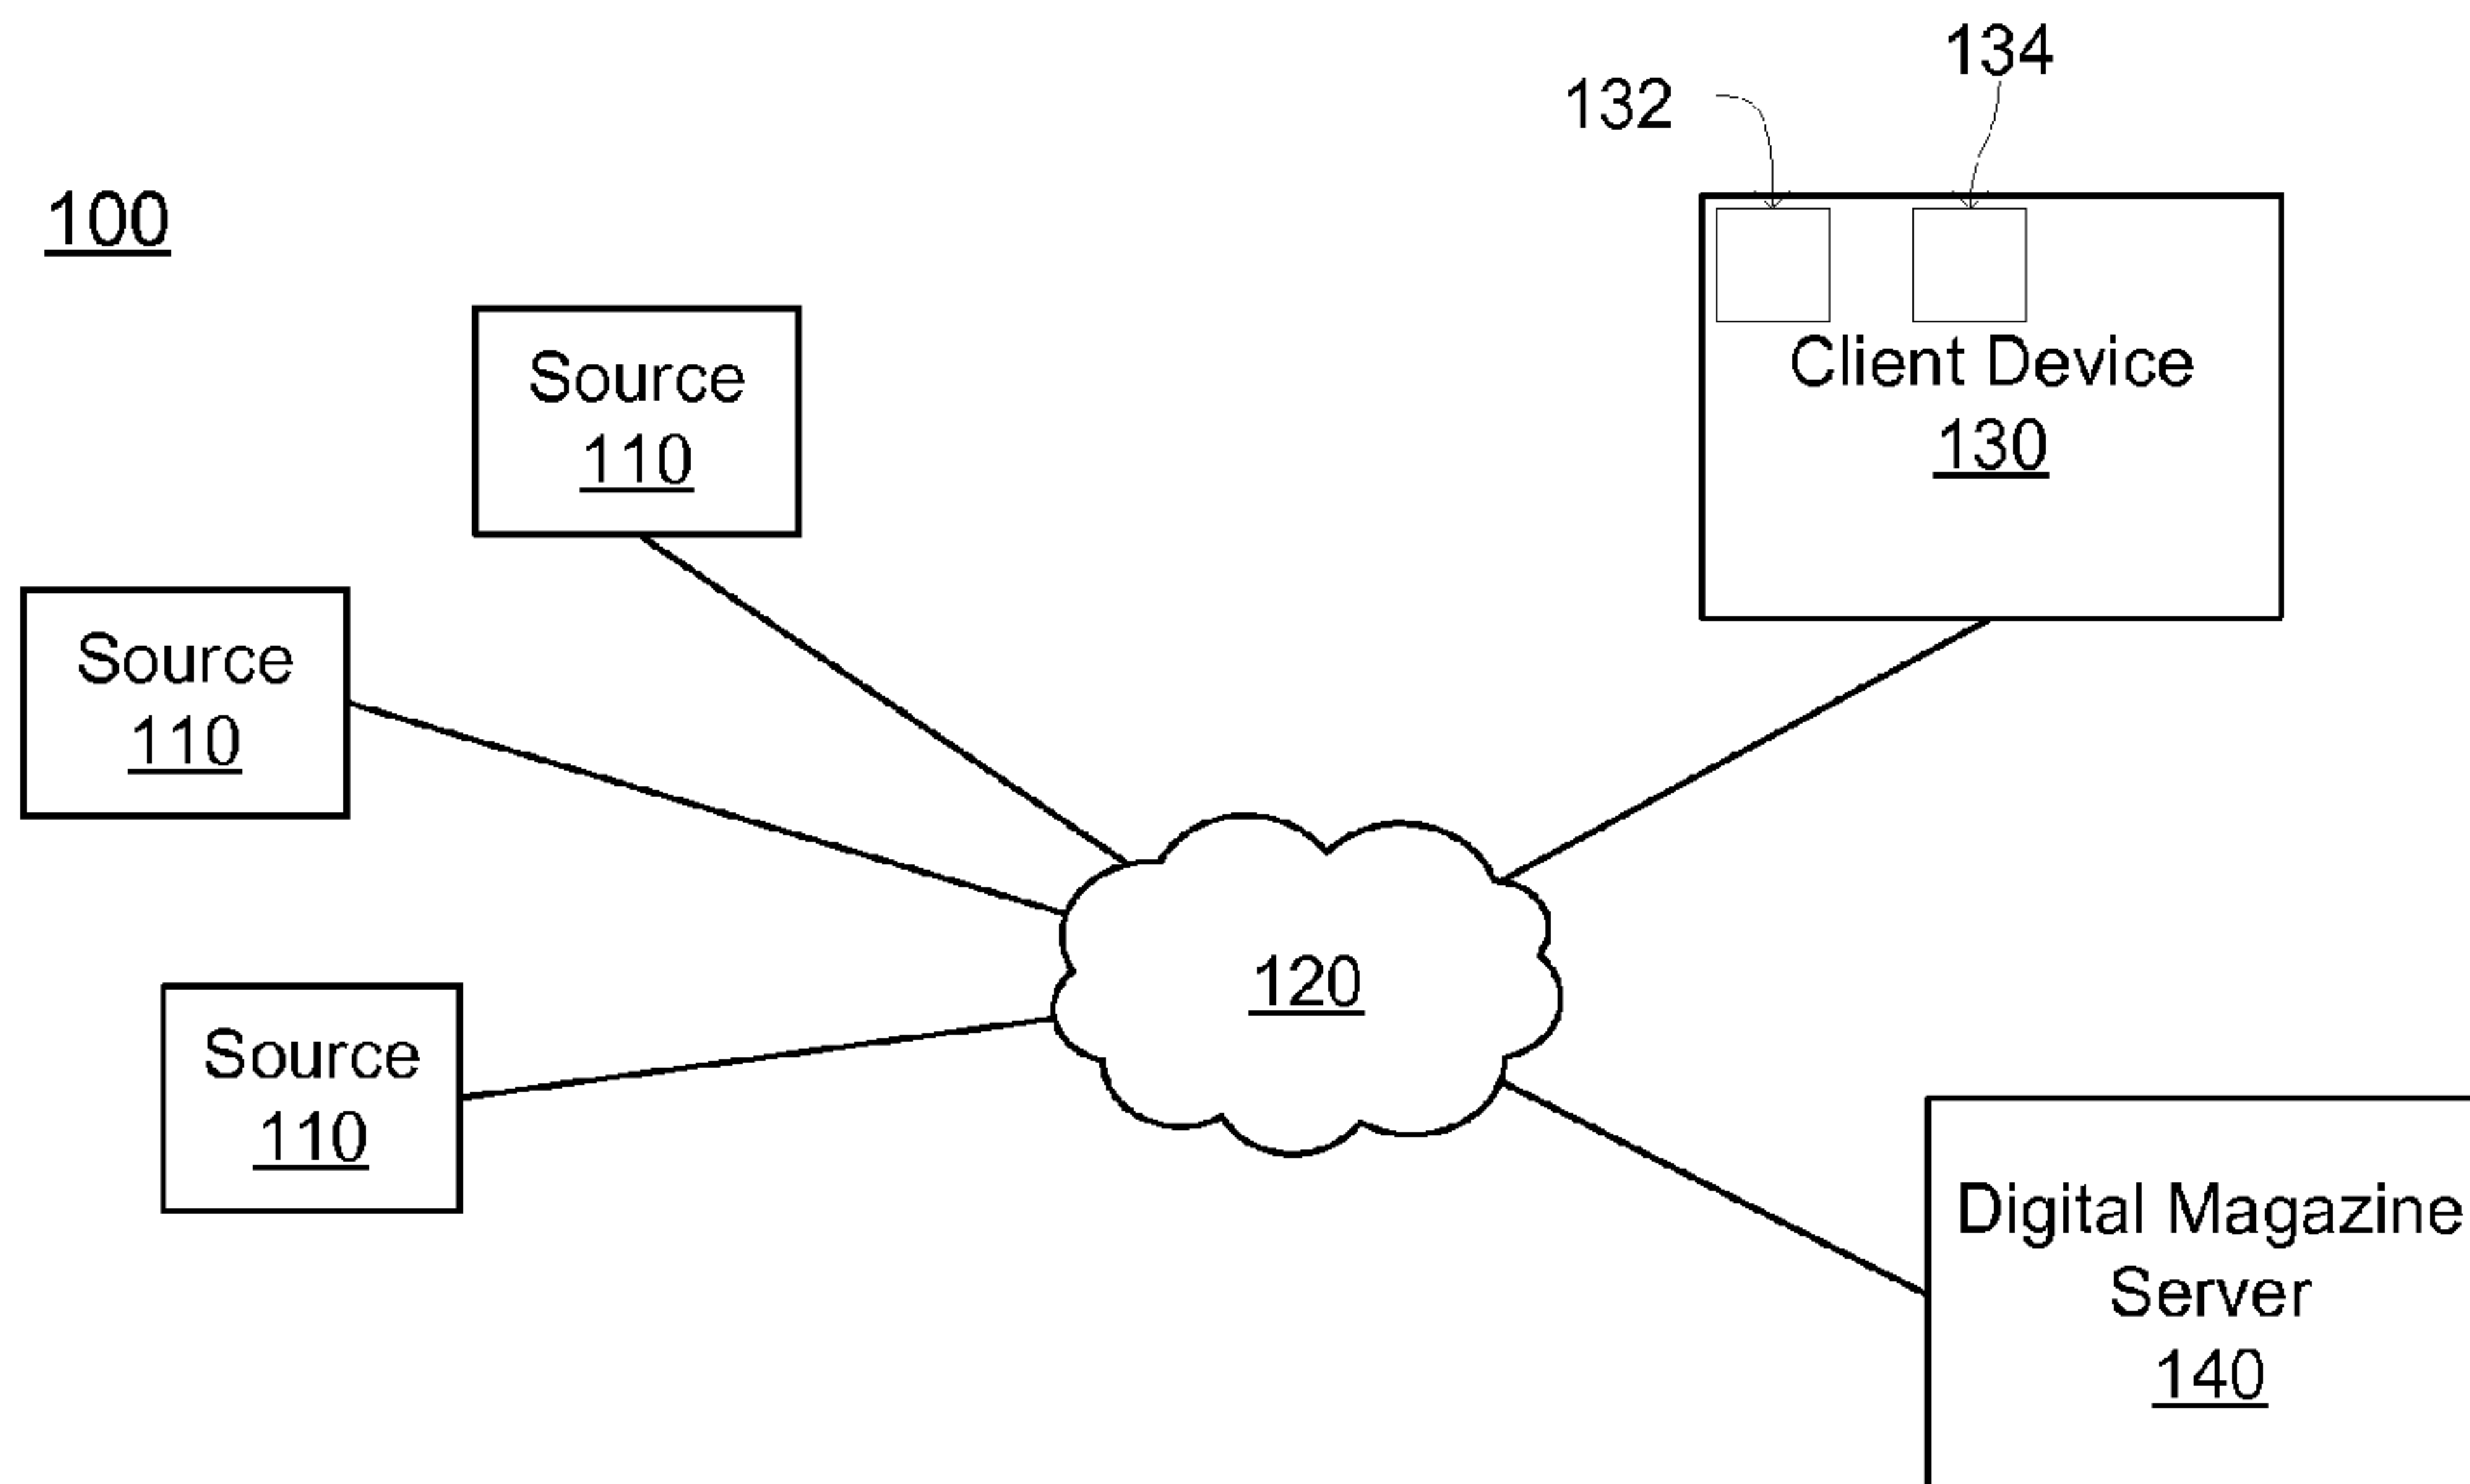 134
132
100
Source
110
Client Device
130
Source
110
120
Source
110
Digital Magazine
Server
140